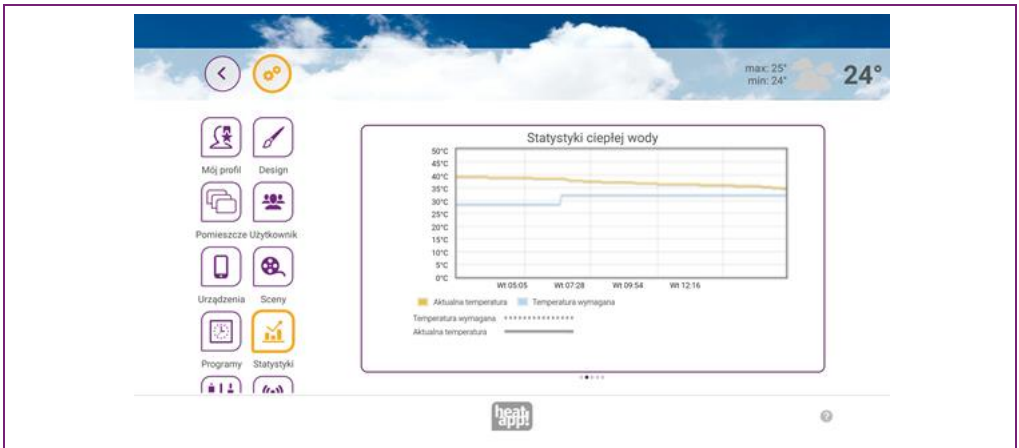 max: 25°
min: 24°
24°
Mój profil
Design
Pomieszcze
Użytkownik
Urządzenia
Sceny
Programy
Statystyki
Statystyki ciepłej wody
50°C
45°C
40°C
35°C
30°C
25°C
20°C
15°C
10°C
5°C
0°C
Wt 05:05
Wt 07:28
Wt 09:54
Wt 12:16
Aktualna temperatura
Temperatura wymagana
Temperatura wymagana
Aktualna temperatura
heat
app!
?